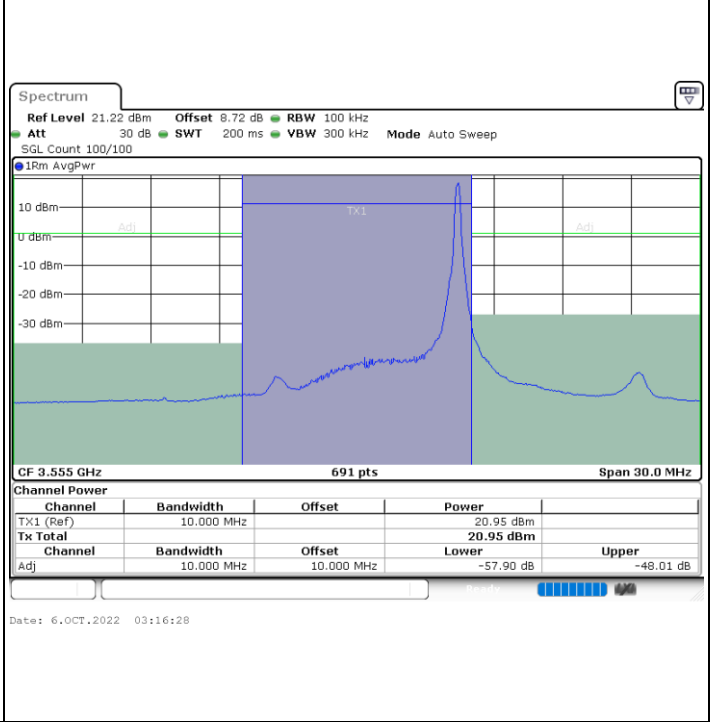 Spectrum
Ref Level 21.22 dBm Offset 8.72 dB RBW 100 kHz
Att 30 dB SWT 200 ms VBW 300 kHz Mode Auto Sweep
SGL Count 100/100
1Rm AvgPwr
10 dBm
TX1
Adj
Adj
0 dBm
-10 dBm
-20 dBm
-30 dBm
CF 3.555 GHz 691 pts Span 30.0 MHz
Channel Power
Channel Bandwidth Offset Power
TX1 (Ref) 10.000 MHz 20.95 dBm
Tx Total 20.95 dBm
Channel Bandwidth Offset Lower Upper
Adj 10.000 MHz 10.000 MHz -57.90 dB -48.01 dB
Ready
Date: 6.OCT.2022 03:16:28